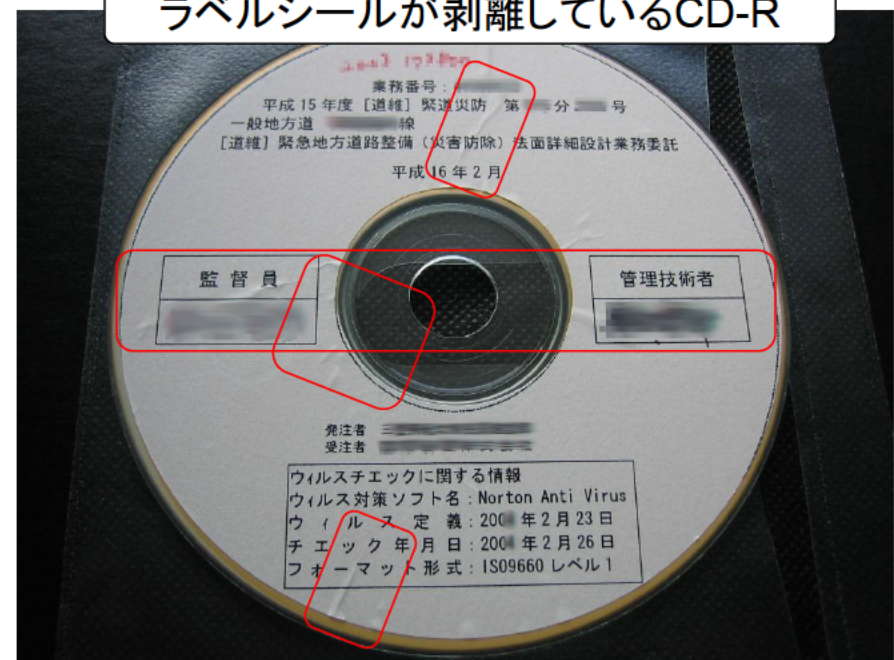 ラベルシールが剥離しているCD-R
業務番号:
平成15年度［道維］緊道災防 第 分 号
一般地方道 線
［道維］緊急地方道路整備（災害防除）法面詳細設計業務委託
平成16年2月
監督員
管理技術者
発注者
受注者
ウィルスチエックに関する情報
ウィルス対策ソフト名:Norton Anti Virus
ウィルス定義:200 年2月23日
チエック年月日:200 年2月26日
フォーマット形式:ISO9660 レベル1